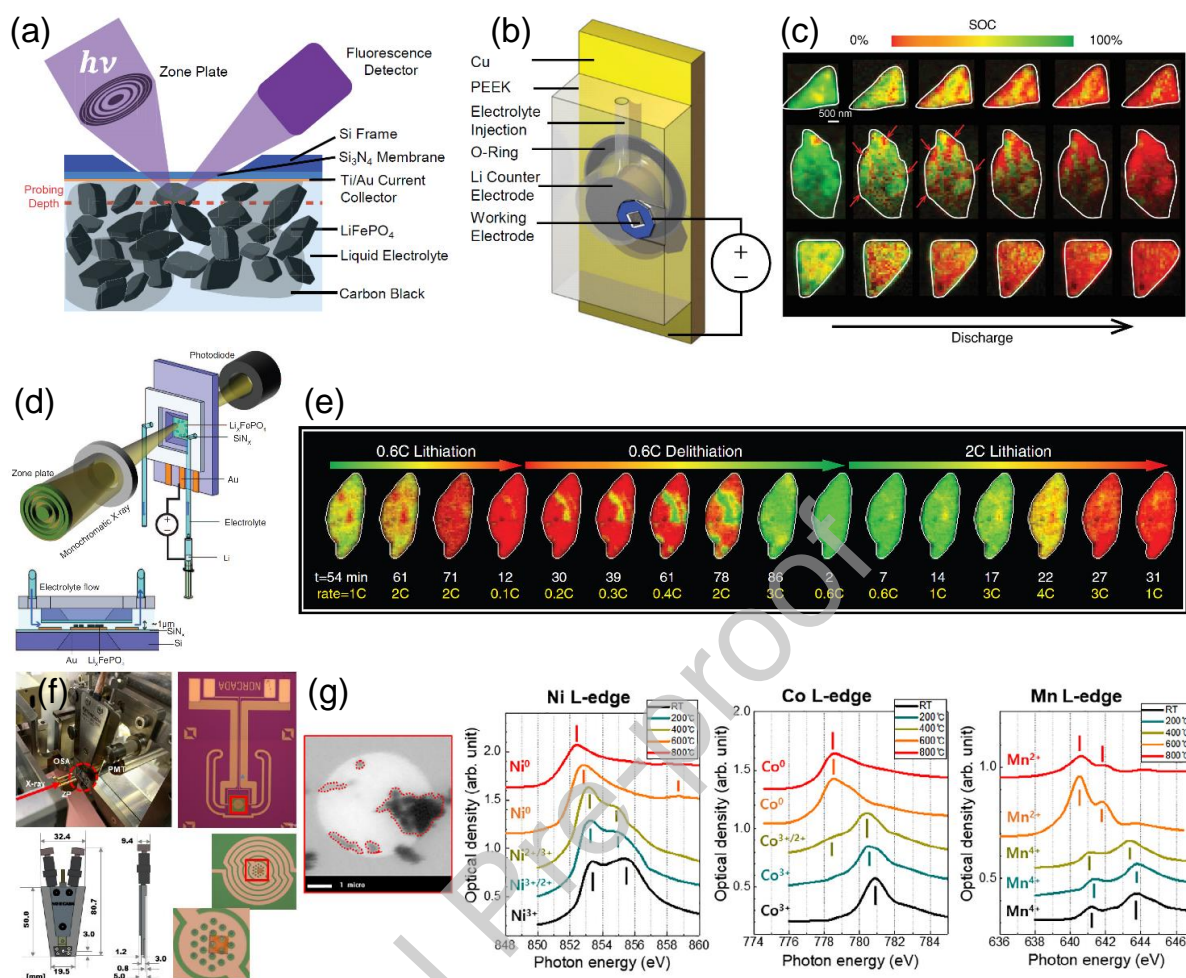 (a)
hν
Zone Plate
Fluorescence
Detector
Si Frame
Si₃N₄ Membrane
Ti/Au Current
Collector
Probing
Depth
LiFePO₄
Liquid Electrolyte
Carbon Black
(b)
Cu
PEEK
Electrolyte
Injection
O-Ring
Li Counter
Electrode
Working
Electrode
+
−
(c)
SOC
0%
100%
500 nm
Discharge
(d)
Photodiode
LiₓFePO₄
SiNₓ
Zone plate
Monochromatic X-ray
Au
+
−
Electrolyte
Li
Electrolyte flow
~1μm
SiNₓ
Si
Au LiₓFePO₄
(e)
0.6C Lithiation
0.6C Delithiation
2C Lithiation
t=54 min 61 71 12 30 39 61 78 86 2 7 14 17 22 27 31
rate=1C 2C 2C 0.1C 0.2C 0.3C 0.4C 2C 3C 0.6C 0.6C 1C 3C 4C 3C 1C
(f)
OSA
X-ray
PMT
ZP
NORCADA
32.4
9.4
50.0
80.7
3.0
1.2
0.8
3.0
19.5
5.0
[mm]
(g)
1 micro
Ni L-edge
RT
200℃
400℃
600℃
800℃
Ni⁰
Ni⁰
Ni²⁺/³⁺
Ni³⁺/²⁺
Ni³⁺
Optical density (arb. unit)
2.0
1.5
1.0
0.5
848 850 852 854 856 858 860
Photon energy (eV)
Co L-edge
RT
200℃
400℃
600℃
800℃
Co⁰
Co⁰
Co³⁺/²⁺
Co³⁺
Co³⁺
Optical density (arb. unit)
2.0
1.5
1.0
0.5
774 776 778 780 782 784
Photon energy (eV)
Mn L-edge
RT
200℃
400℃
600℃
800℃
Mn²⁺
Mn²⁺
Mn⁴⁺
Mn⁴⁺
Mn⁴⁺
Optical density (arb. unit)
1.0
0.5
636 638 640 642 644 646
Photon energy (eV)